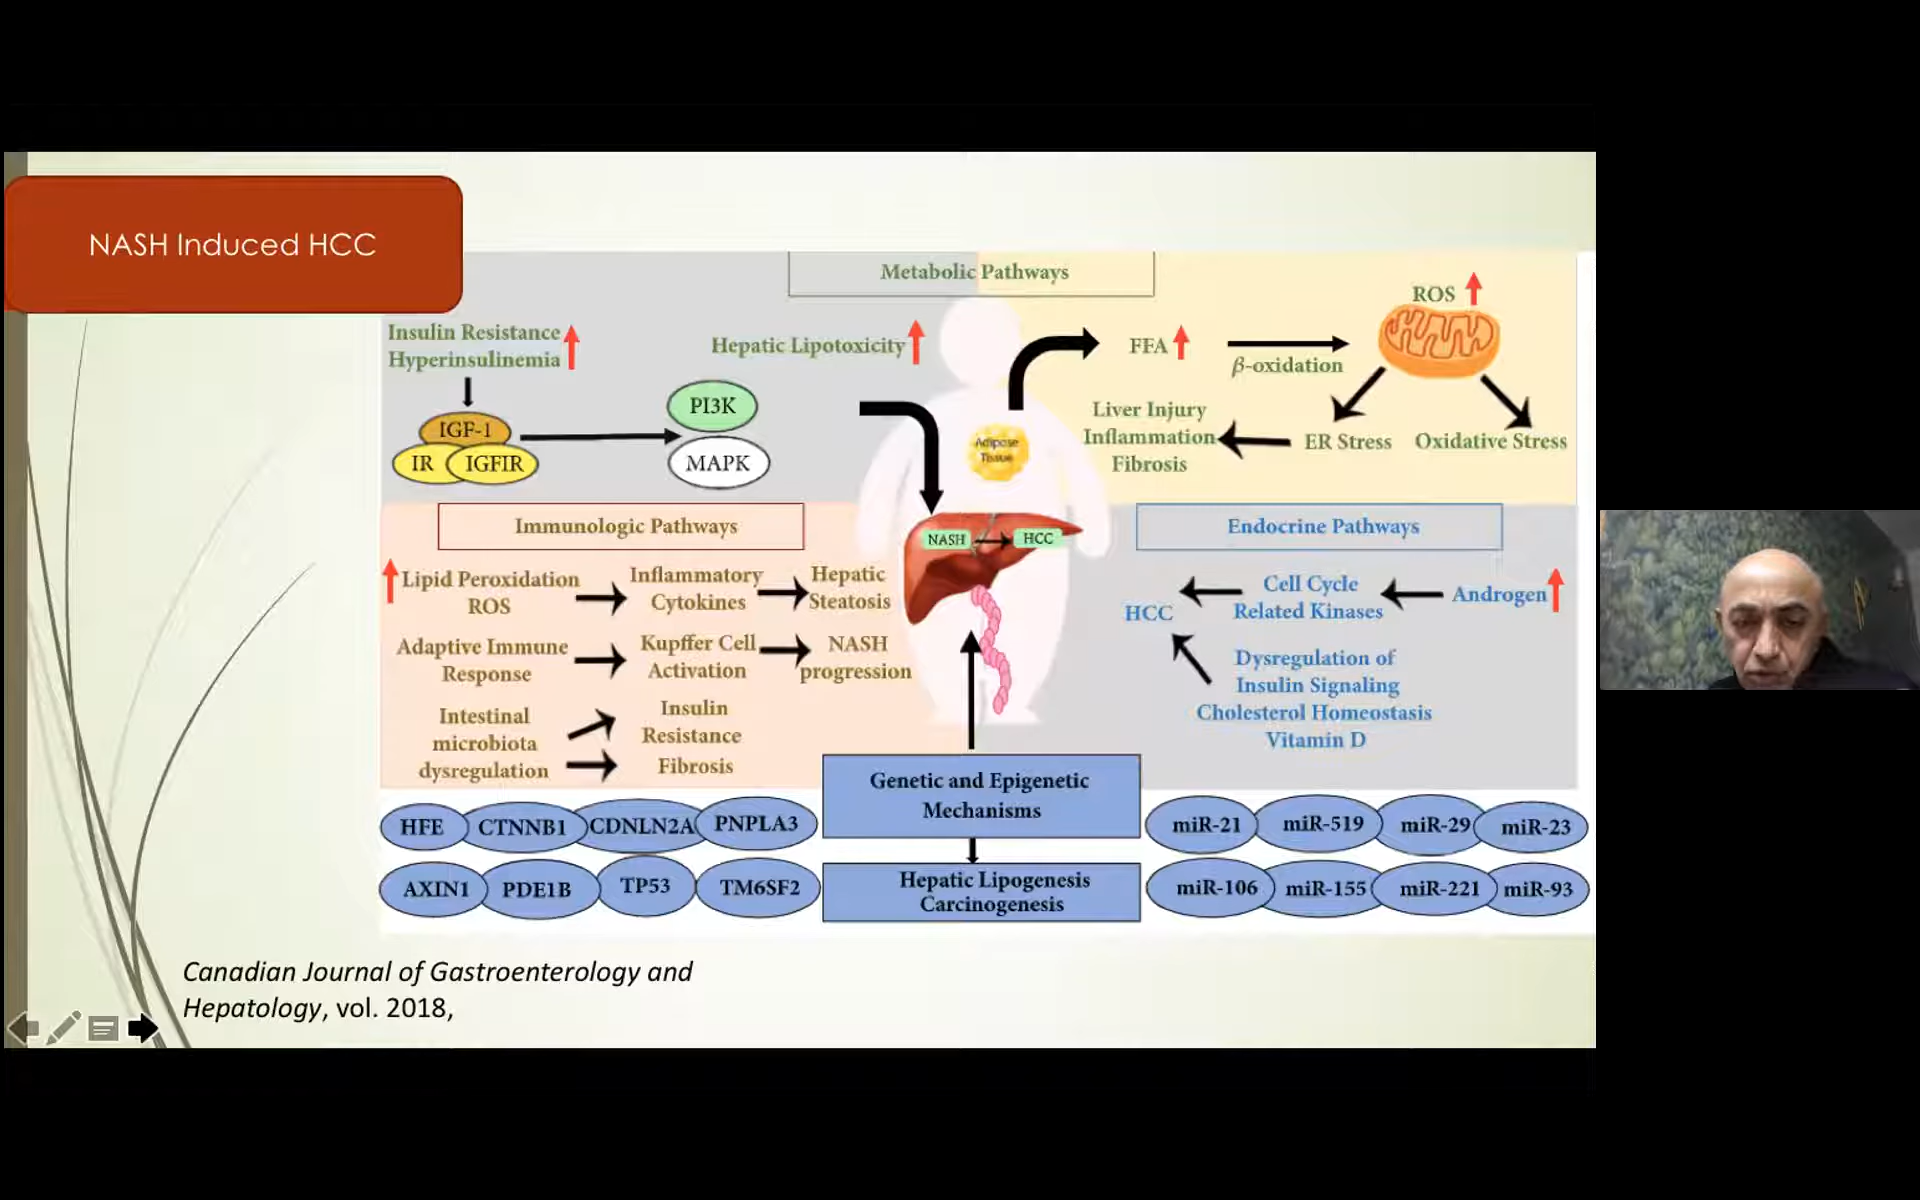 NASH Induced HCC
Metabolic Pathways
Insulin Resistance
Hyperinsulinemia
IGF-1
IR
IGFIR
PI3K
MAPK
Hepatic Lipotoxicity
Adipose
Tissue
FFA
β-oxidation
ROS
ER Stress
Oxidative Stress
Liver Injury
Inflammation
Fibrosis
NASH
HCC
Immunologic Pathways
Lipid Peroxidation
ROS
Inflammatory
Cytokines
Hepatic
Steatosis
Adaptive Immune
Response
Kupffer Cell
Activation
NASH
progression
Intestinal
microbiota
dysregulation
Insulin
Resistance
Fibrosis
Endocrine Pathways
HCC
Cell Cycle
Related Kinases
Androgen
Dysregulation of
Insulin Signaling
Cholesterol Homeostasis
Vitamin D
Genetic and Epigenetic
Mechanisms
Hepatic Lipogenesis
Carcinogenesis
HFE
CTNNB1
CDNLN2A
PNPLA3
AXIN1
PDE1B
TP53
TM6SF2
miR-21
miR-519
miR-29
miR-23
miR-106
miR-155
miR-221
miR-93
Canadian Journal of Gastroenterology and
Hepatology, vol. 2018,